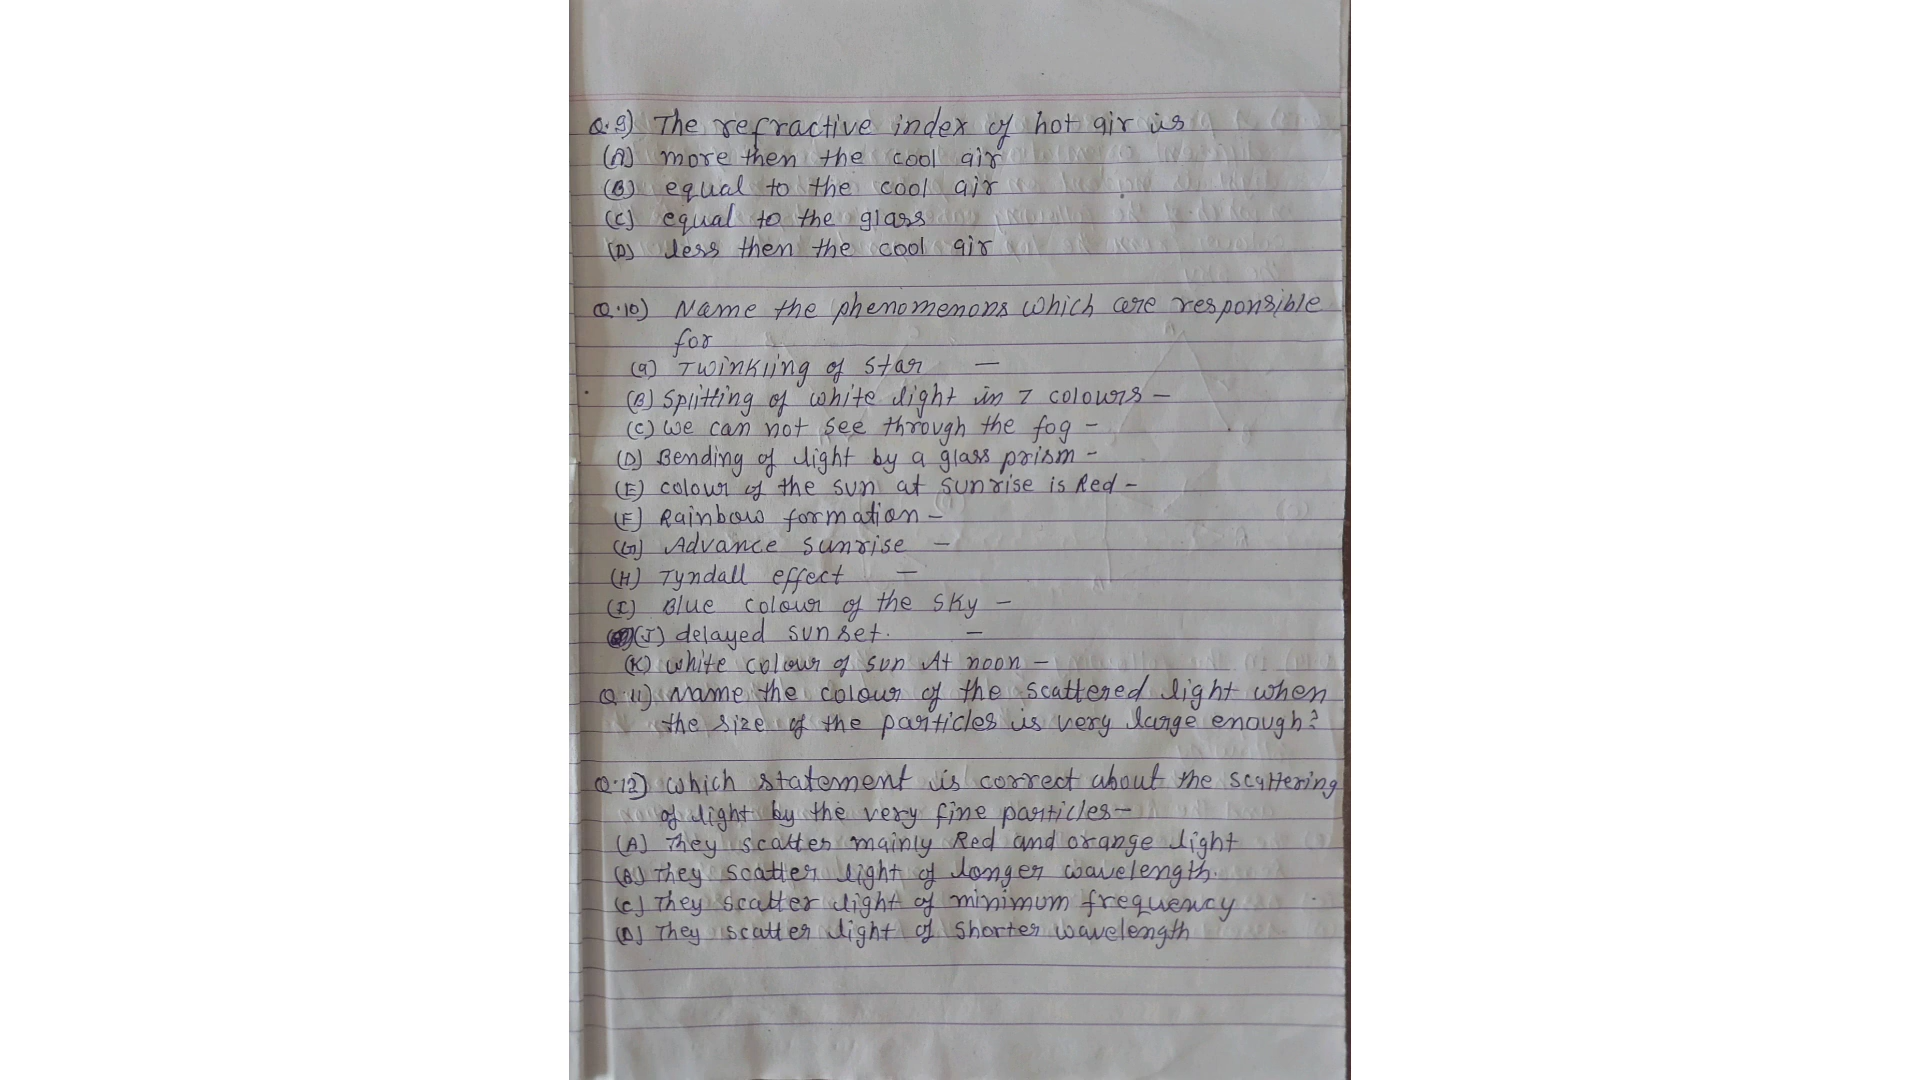 Q.9) The refractive index of hot air is
(A) more then the cool air
(B) equal to the cool air
(C) equal to the glass
(D) less then the cool air
Q.10) Name the phenomenons which are responsible
for
(a) Twinkling of star —
(B) Splitting of white light in 7 colours —
(C) we can not see through the fog —
(D) Bending of light by a glass prism —
(E) colour of the sun at sunrise is Red —
(F) Rainbow formation —
(G) Advance sunrise —
(H) Tyndall effect —
(I) Blue colour of the sky —
(J) delayed sunset. —
(K) white colour of sun At noon —
Q.11) Name the colour of the scattered light when
the size of the particles is very large enough?
Q.12) which statement is correct about the scattering
of light by the very fine particles —
(A) They scatter mainly Red and orange light
(B) They scatter light of longer wavelength.
(C) They scatter light of minimum frequency
(D) They scatter light of shorter wavelength